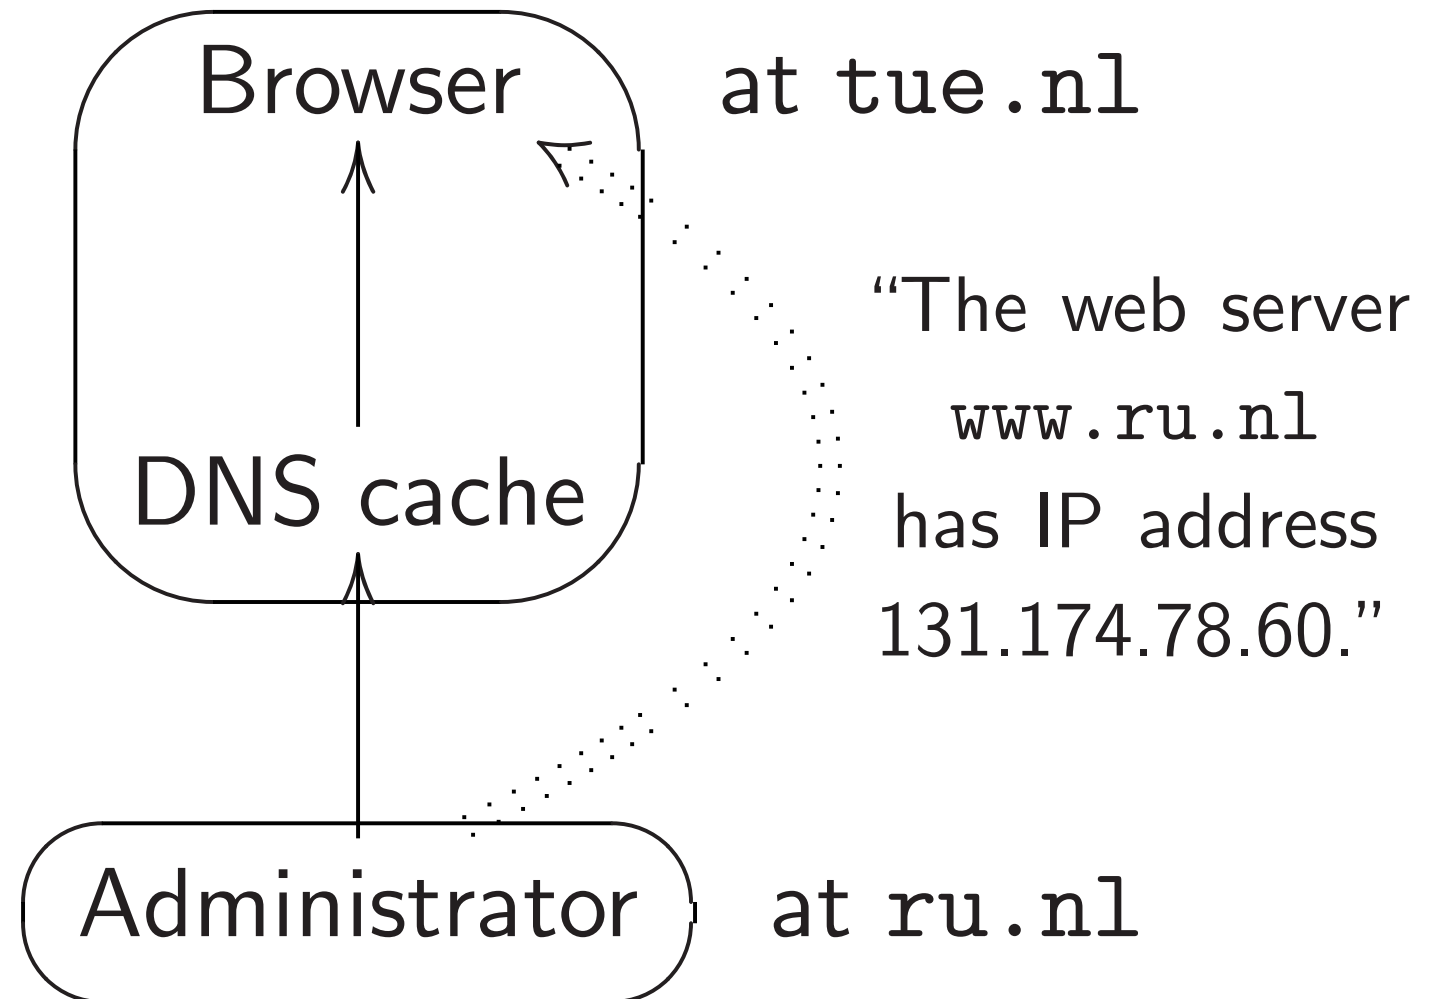 Browser at tue.nl
“The web server
www.ru.nl
DNS cache
has IP address
131.174.78.60.”
Administrator at ru.nl